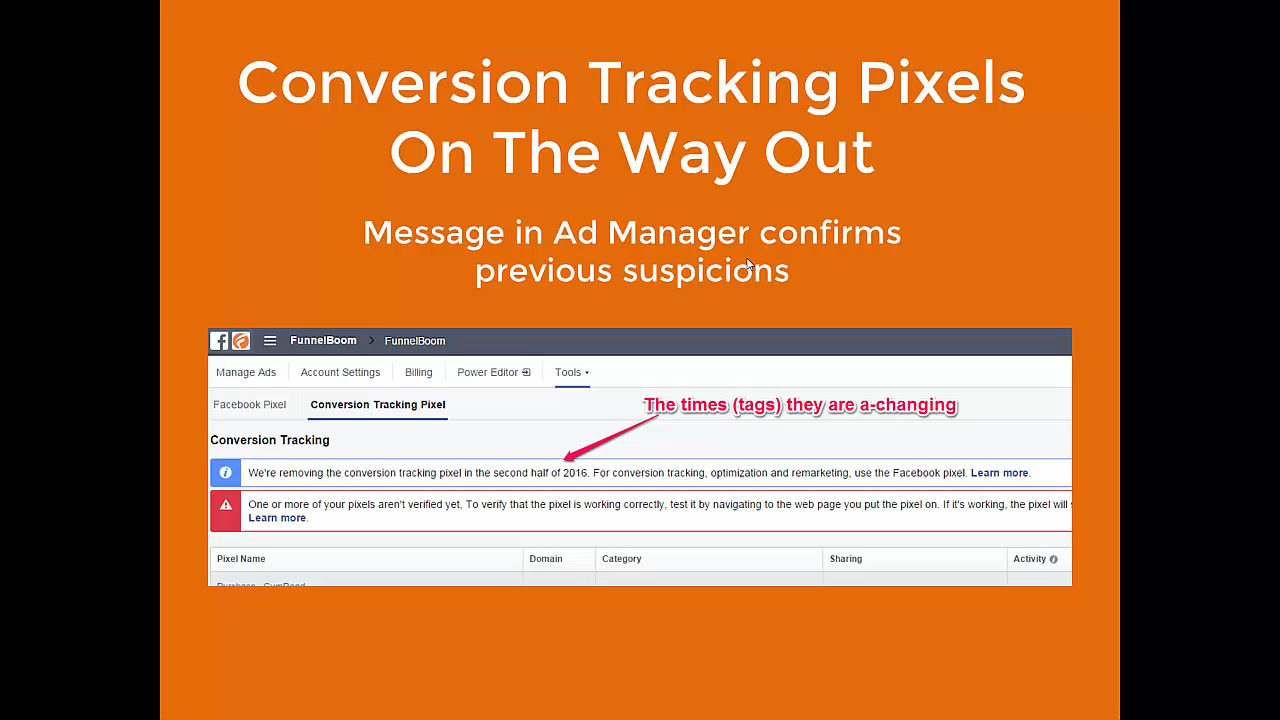 Conversion Tracking Pixels
On The Way Out
Message in Ad Manager confirms
previous suspicions
FunnelBoom > FunnelBoom
Manage Ads Account Settings Billing Power Editor Tools
Facebook Pixel Conversion Tracking Pixel
The times (tags) they are a-changing
Conversion Tracking
We're removing the conversion tracking pixel in the second half of 2016. For conversion tracking, optimization and remarketing, use the Facebook pixel. Learn more.
One or more of your pixels aren't verified yet, To verify that the pixel is working correctly, test it by navigating to the web page you put the pixel on. If it's working, the pixel will
Learn more.
Pixel Name Domain Category Sharing Activity